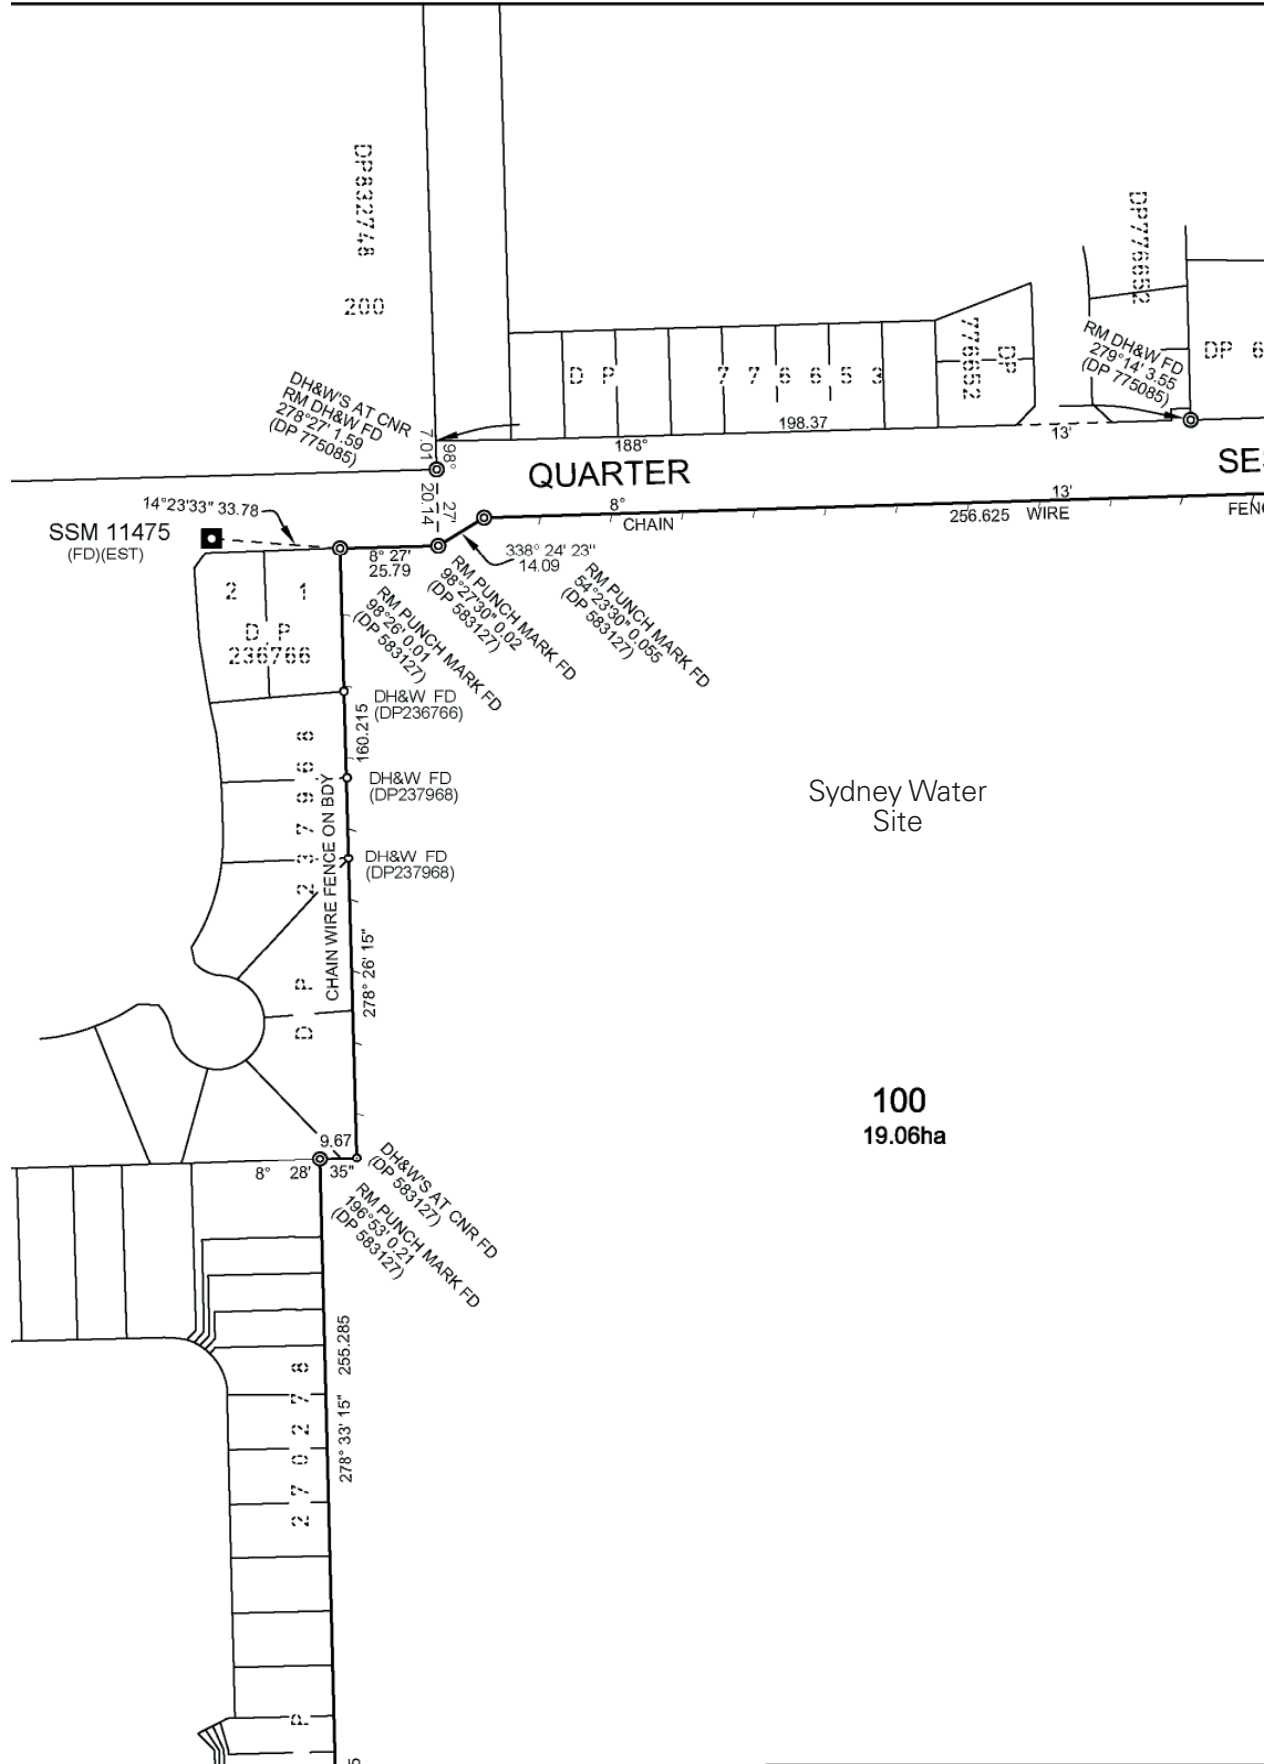 DP832748
200
DH&W'S AT CNR
RM DH&W FD
278°27' 1.59
(DP 775085)
7.01
98°
20.14
27'
D P
7 7 6 6 5 3
776652
DP
DP776652
RM DH&W FD
279°14' 3.55
(DP 775085)
DP 6
188°
198.37
13'
QUARTER
SES
8°
CHAIN
256.625
WIRE
13'
FEN
14°23'33" 33.78
SSM 11475
(FD)(EST)
8° 27'
25.79
338° 24' 23"
14.09
RM PUNCH MARK FD
54°23'30" 0.055
(DP 583127)
RM PUNCH MARK FD
98°27'30" 0.02
(DP 583127)
RM PUNCH MARK FD
98°26' 0.01
(DP 583127)
2
1
D P
236766
DH&W FD
(DP236766)
160.215
DH&W FD
(DP237968)
DH&W FD
(DP237968)
CHAIN WIRE FENCE ON BDY
D P 2 3 7 9 6 8
278° 26' 15"
Sydney Water
Site
100
19.06ha
9.67
8° 28' 35"
DH&W'S AT CNR FD
(DP 583127)
RM PUNCH MARK FD
196°53' 0.21
(DP 583127)
255.285
278° 33' 15"
P 2 7 0 2 7 8